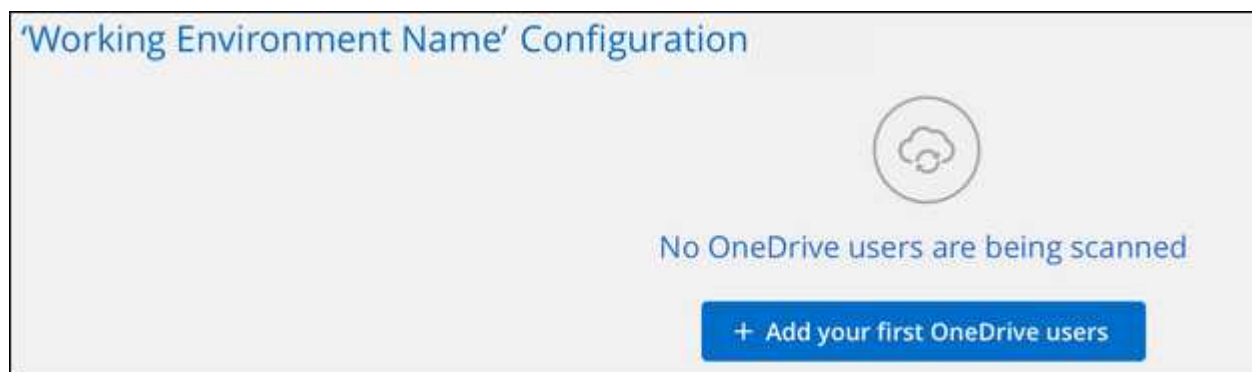 ‘Working Environment Name’ Configuration
No OneDrive users are being scanned
+ Add your first OneDrive users